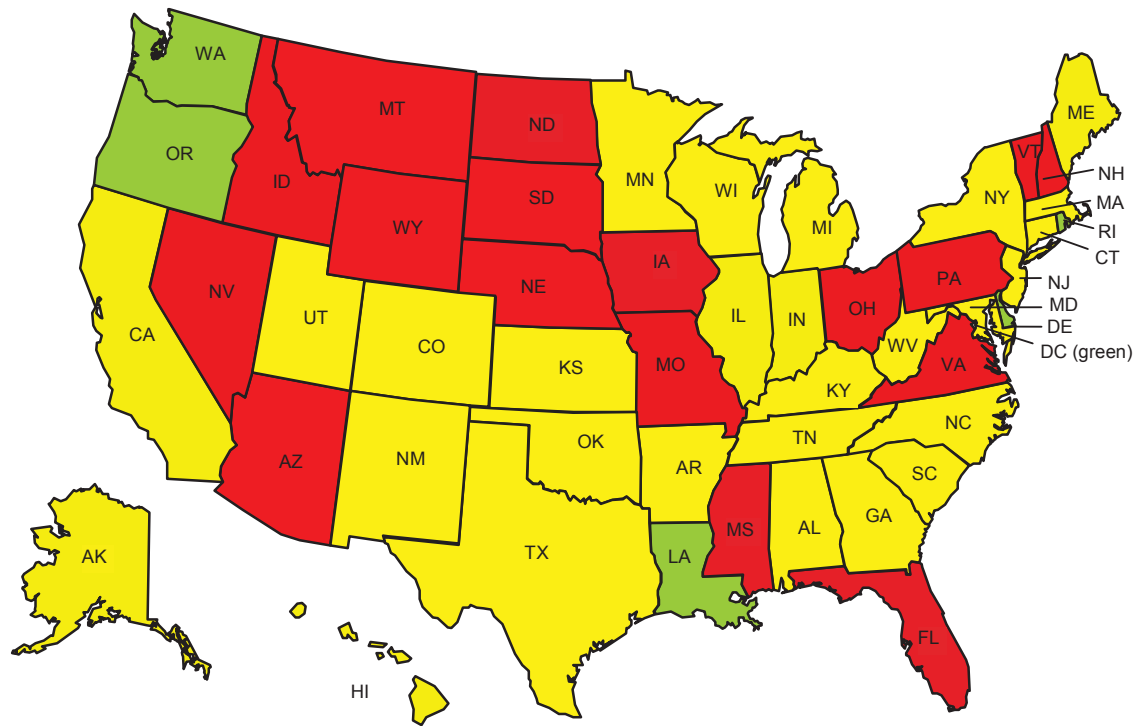 WA
MT
ND
ME
OR
VT
ID
MN
WI
NH
SD
NY
MA
WY
MI
RI
CT
IA
PA
NE
NJ
NV
OH
MD
UT
IL
IN
DE
CA
CO
WV
DC (green)
KS
MO
VA
KY
NC
OK
TN
AZ
NM
AR
SC
MS
AL
GA
TX
LA
AK
FL
HI